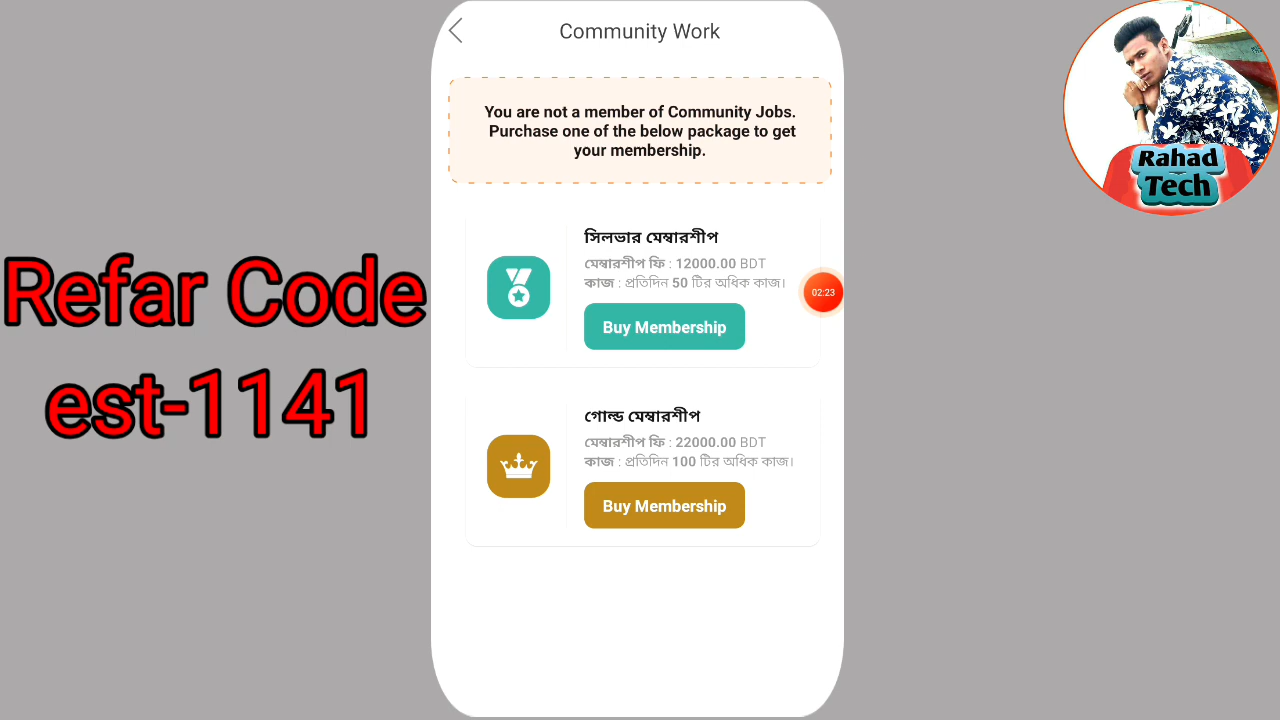 Community Work
You are not a member of Community Jobs.
Purchase one of the below package to get
your membership.
সিলভার মেম্বারশীপ
মেম্বারশীপ ফি : 12000.00 BDT
কাজ : প্রতিদিন 50 টির অধিক কাজ।
Buy Membership
02:23
গোল্ড মেম্বারশীপ
মেম্বারশীপ ফি : 22000.00 BDT
কাজ : প্রতিদিন 100 টির অধিক কাজ।
Buy Membership
Refar Code
est-1141
Rahad
Tech